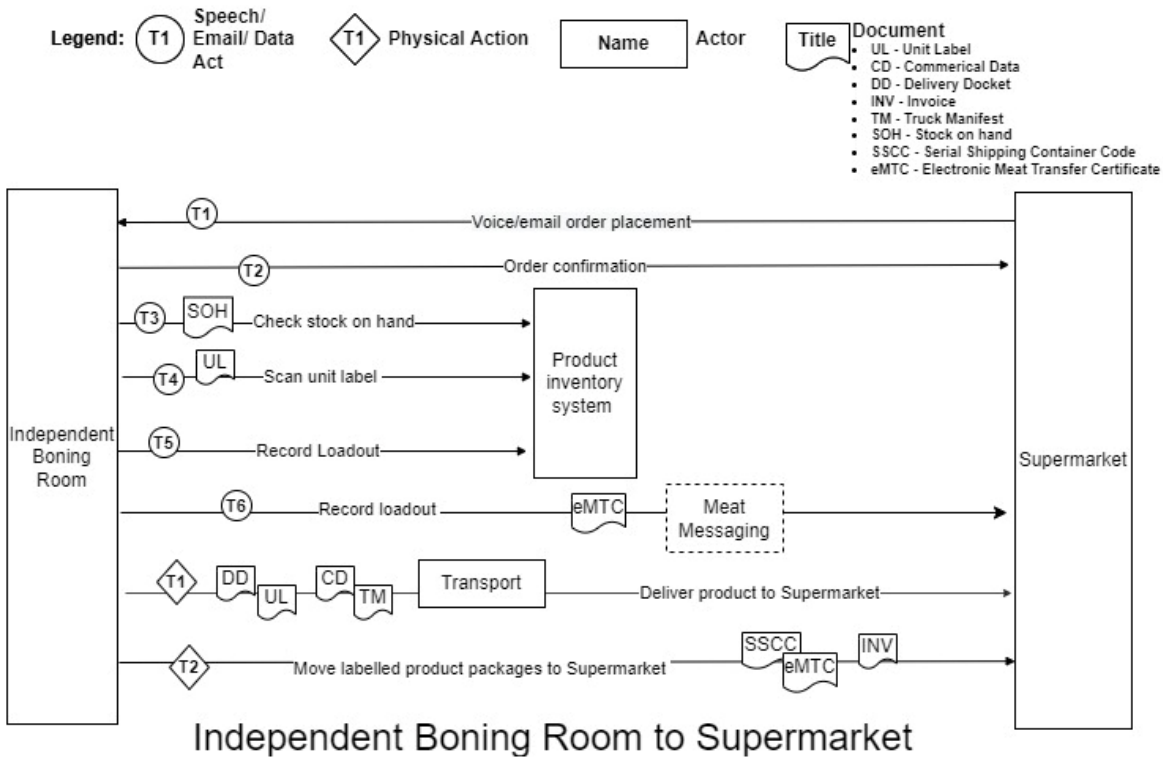 Legend:
T1
Speech/
Email/ Data
Act
T1
Physical Action
Name
Actor
Title
Document
• UL - Unit Label
• CD - Commerical Data
• DD - Delivery Docket
• INV - Invoice
• TM - Truck Manifest
• SOH - Stock on hand
• SSCC - Serial Shipping Container Code
• eMTC - Electronic Meat Transfer Certificate
Independent
Boning
Room
Supermarket
T1
Voice/email order placement
T2
Order confirmation
T3
SOH
Check stock on hand
T4
UL
Scan unit label
Product
inventory
system
T5
Record Loadout
T6
Record loadout
eMTC
Meat
Messaging
T1
DD
UL
CD
TM
Transport
Deliver product to Supermarket
T2
Move labelled product packages to Supermarket
SSCC
eMTC
INV
Independent Boning Room to Supermarket